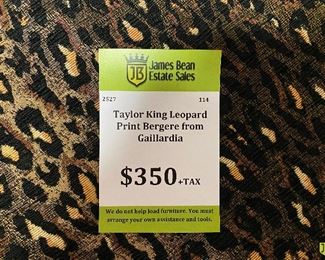 James Bean
Estate Sales
JB
2527 114
Taylor King Leopard
Print Bergere from
Gaillardia
$350+TAX
We do not help load furniture. You must
arrange your own assistance and tools.